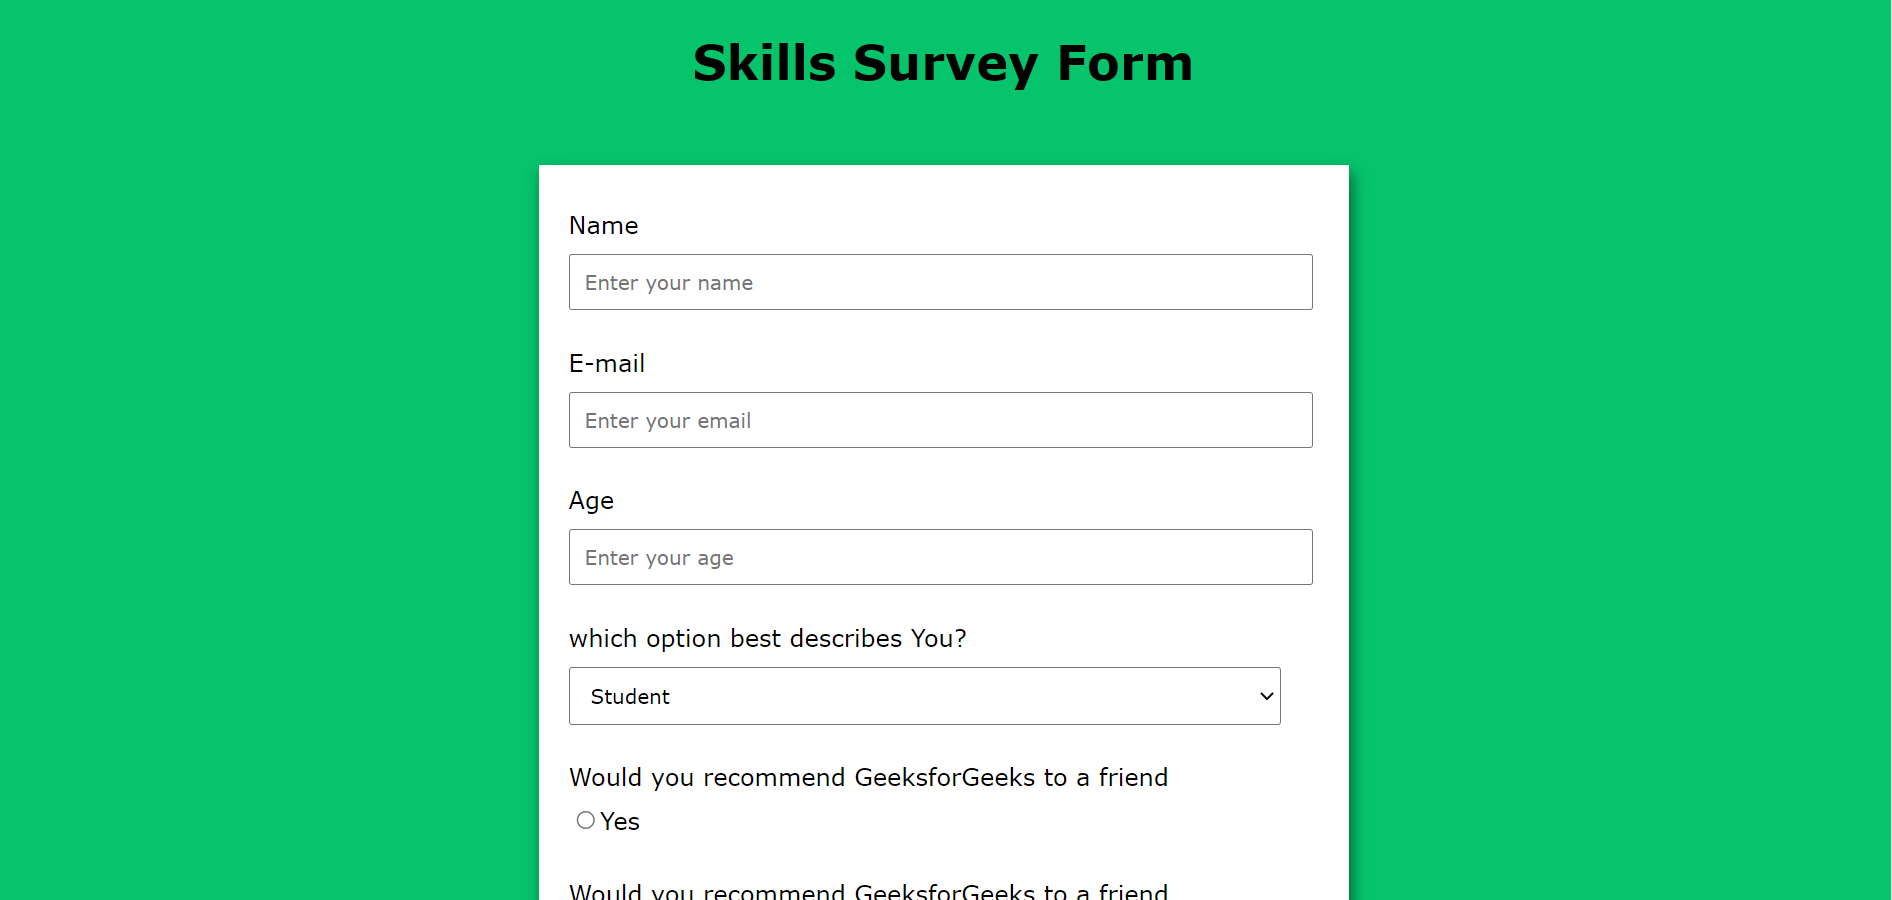 Skills Survey Form
Name
Enter your name
E-mail
Enter your email
Age
Enter your age
which option best describes You?
Student
Would you recommend GeeksforGeeks to a friend
Yes
Would you recommend GeeksforGeeks to a friend